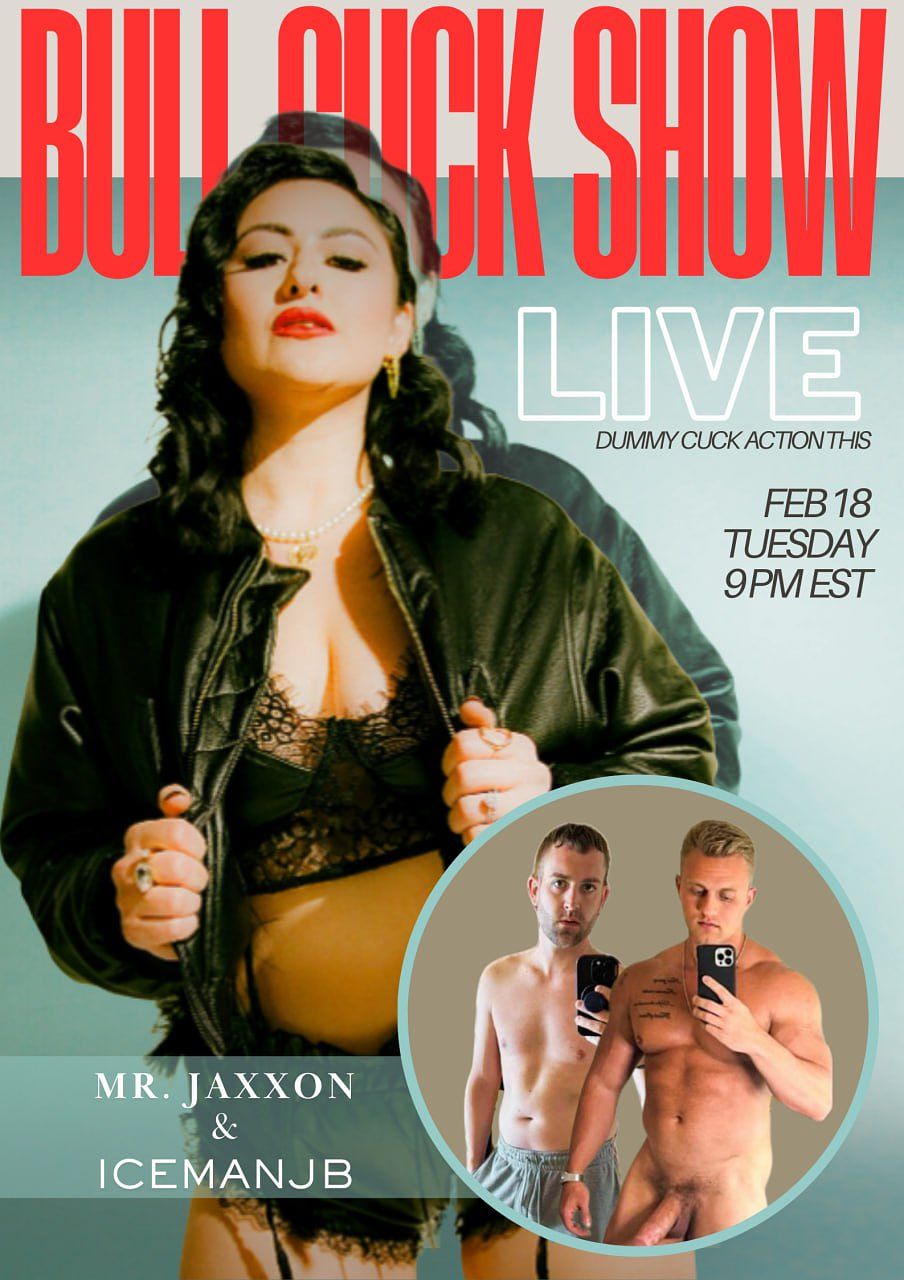 BULL CUCK SHOW
LIVE
DUMMY CUCK ACTION THIS
FEB 18
TUESDAY
9 PM EST
MR. JAXXON
&
ICEMANJB